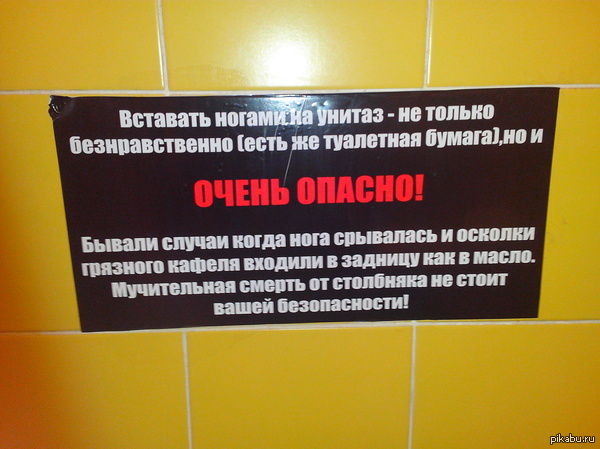 Вставать ногами на унитаз - не только
безнравственно (есть же туалетная бумага),но и
ОЧЕНЬ ОПАСНО!
Бывали случаи когда нога срывалась и осколки
грязного кафеля входили в задницу как в масло.
Мучительная смерть от столбняка не стоит
вашей безопасности!
pikabu.ru